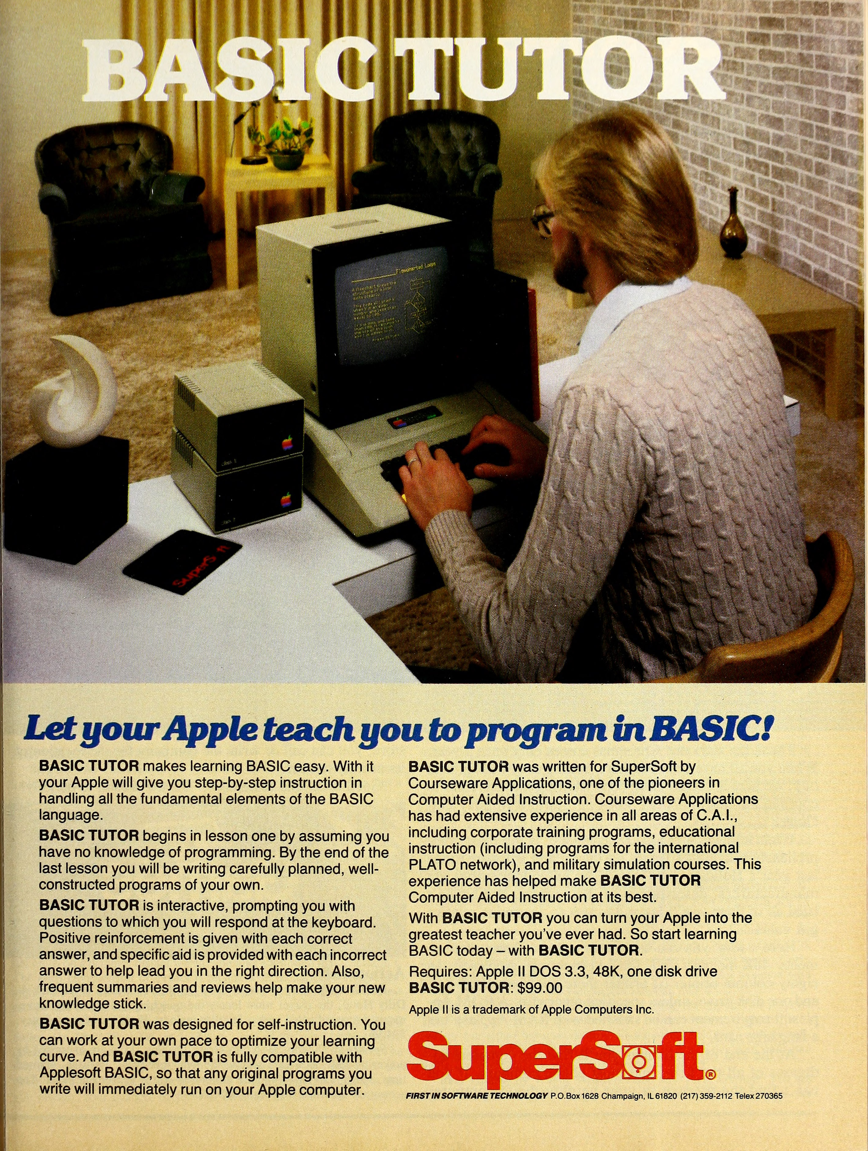 BASIC TUTOR
SuperS ft
Let your Apple teach you to program in BASIC!
BASIC TUTOR makes learning BASIC easy. With it
your Apple will give you step-by-step instruction in
handling all the fundamental elements of the BASIC
language.
BASIC TUTOR begins in lesson one by assuming you
have no knowledge of programming. By the end of the
last lesson you will be writing carefully planned, well-
constructed programs of your own.
BASIC TUTOR is interactive, prompting you with
questions to which you will respond at the keyboard.
Positive reinforcement is given with each correct
answer, and specific aid is provided with each incorrect
answer to help lead you in the right direction. Also,
frequent summaries and reviews help make your new
knowledge stick.
BASIC TUTOR was designed for self-instruction. You
can work at your own pace to optimize your learning
curve. And BASIC TUTOR is fully compatible with
Applesoft BASIC, so that any original programs you
write will immediately run on your Apple computer.
BASIC TUTOR was written for SuperSoft by
Courseware Applications, one of the pioneers in
Computer Aided Instruction. Courseware Applications
has had extensive experience in all areas of C.A.I.,
including corporate training programs, educational
instruction (including programs for the international
PLATO network), and military simulation courses. This
experience has helped make BASIC TUTOR
Computer Aided Instruction at its best.
With BASIC TUTOR you can turn your Apple into the
greatest teacher you've ever had. So start learning
BASIC today – with BASIC TUTOR.
Requires: Apple II DOS 3.3, 48K, one disk drive
BASIC TUTOR: $99.00
Apple II is a trademark of Apple Computers Inc.
SuperSoft®
FIRST IN SOFTWARE TECHNOLOGY P.O. Box 1628 Champaign, IL 61820 (217) 359-2112 Telex 270365